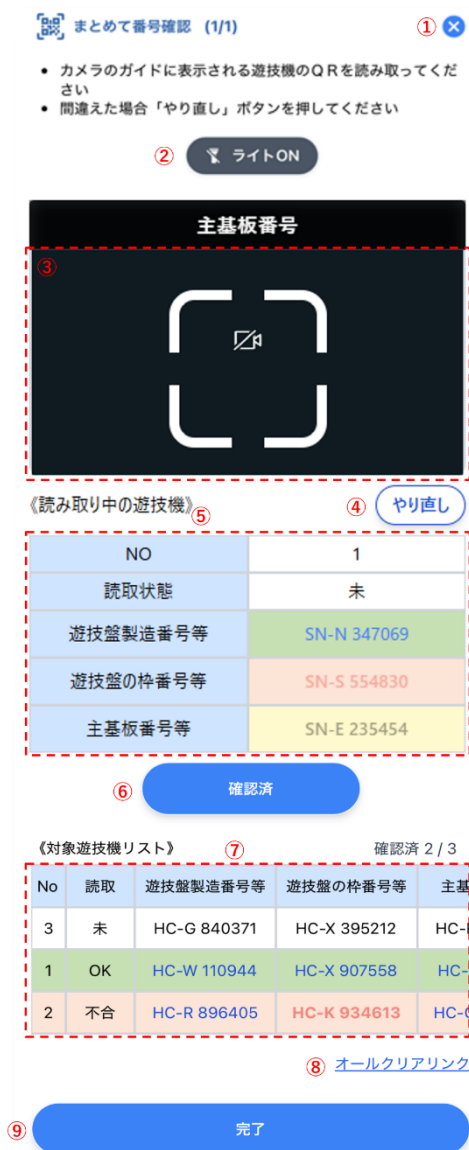 まとめて番号確認 (1/1) ①
• カメラのガイドに表示される遊技機のQRを読み取ってくだ
さい
• 間違えた場合「やり直し」ボタンを押してください
② ライトON
主基板番号
③
《読み取り中の遊技機》 ⑤ ④ やり直し
NO 1
読取状態 未
遊技盤製造番号等 SN-N 347069
遊技盤の枠番号等 SN-S 554830
主基板番号等 SN-E 235454
⑥ 確認済
《対象遊技機リスト》 ⑦ 確認済 2 / 3
No 読取 遊技盤製造番号等 遊技盤の枠番号等 主基
3 未 HC-G 840371 HC-X 395212 HC-
1 OK HC-W 110944 HC-X 907558 HC-
2 不合 HC-R 896405 HC-K 934613 HC-
⑧ オールクリアリンク
⑨ 完了